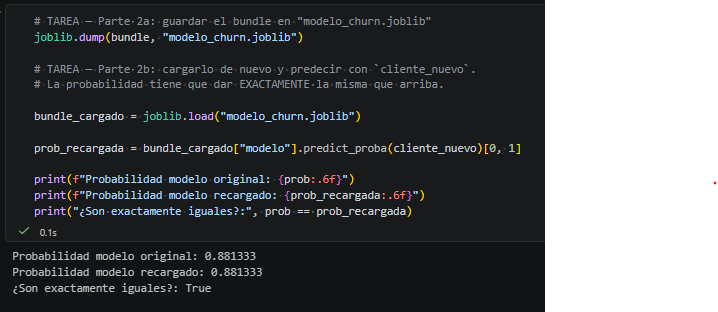 # TAREA — Parte 2a: guardar el bundle en "modelo_churn.joblib"
joblib.dump(bundle, "modelo_churn.joblib")
# TAREA — Parte 2b: cargarlo de nuevo y predecir con `cliente_nuevo`.
# La probabilidad tiene que dar EXACTAMENTE la misma que arriba.
bundle_cargado = joblib.load("modelo_churn.joblib")
prob_recargada = bundle_cargado["modelo"].predict_proba(cliente_nuevo)[0, 1]
print(f"Probabilidad modelo original: {prob:.6f}")
print(f"Probabilidad modelo recargado: {prob_recargada:.6f}")
print("¿Son exactamente iguales?:", prob == prob_recargada)
0.1s
Probabilidad modelo original: 0.881333
Probabilidad modelo recargado: 0.881333
¿Son exactamente iguales?: True